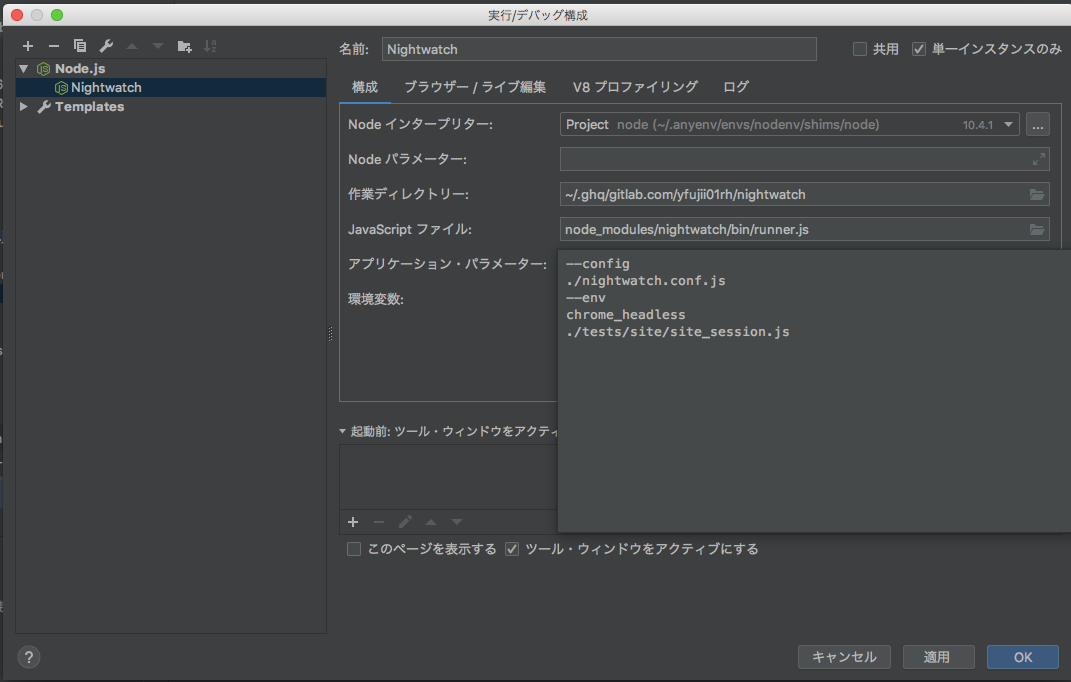 実行/デバッグ構成
名前: Nightwatch
共用 単一インスタンスのみ
Node.js
Nightwatch
Templates
構成 ブラウザー / ライブ編集 V8 プロファイリング ログ
Node インタープリター: Project node (~/.anyenv/envs/nodenv/shims/node) 10.4.1 ...
Node パラメーター:
作業ディレクトリー: ~/.ghq/gitlab.com/yfujii01rh/nightwatch
JavaScript ファイル: node_modules/nightwatch/bin/runner.js
アプリケーション・パラメーター: --config
./nightwatch.conf.js
環境変数: --env
chrome_headless
./tests/site/site_session.js
起動前: ツール・ウィンドウをアクティ
このページを表示する ツール・ウィンドウをアクティブにする
? キャンセル 適用 OK